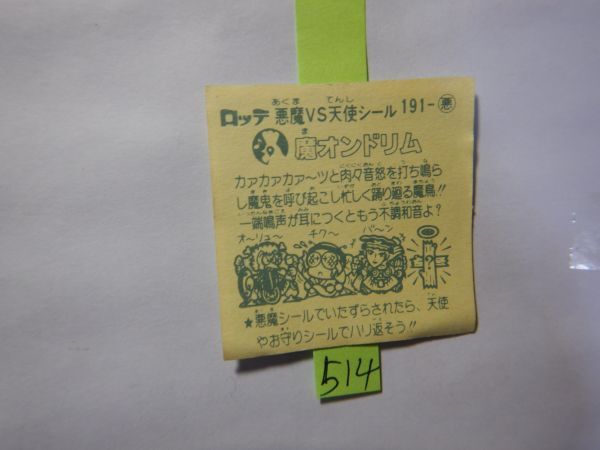 ロッテ 悪魔VS天使シール 191-悪
魔オンドリム
カァカァカァ〜ツと肉々音怒を打ち鳴ら
し魔鬼を呼び起こし忙しく踊り廻る魔鳥!!
一端鳴声が耳につくともう不調和音よ?
オ〜リュ〜 チク〜 バ〜ン
★悪魔シールでいたずらされたら、天使
やお守りシールでハリ返そう!!
514